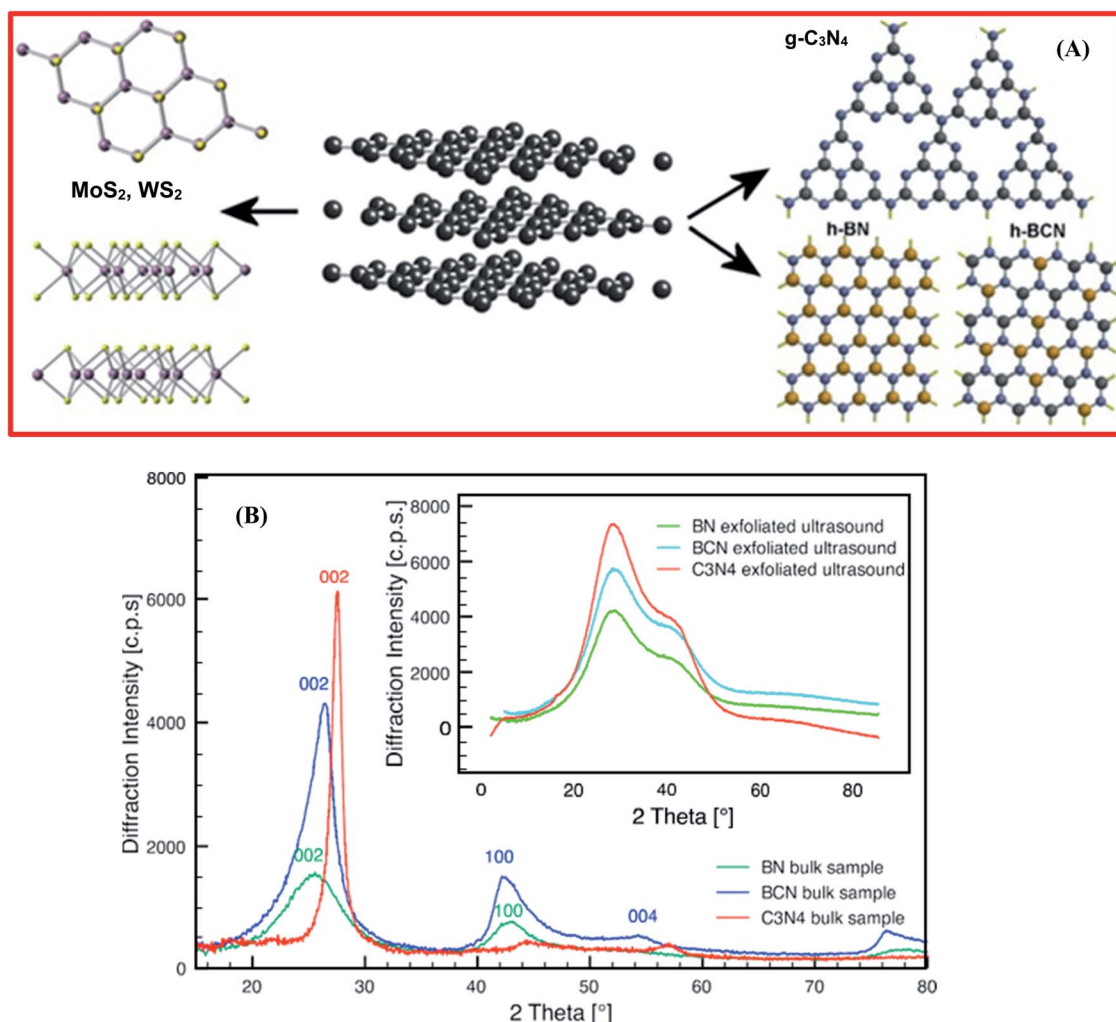 g-C₃N₄
(A)
MoS₂, WS₂
h-BN
h-BCN
(B)
Diffraction Intensity [c.p.s]
8000
6000
4000
2000
0
20
30
40
50
60
70
80
2 Theta [°]
002
002
002
100
100
004
BN bulk sample
BCN bulk sample
C3N4 bulk sample
Diffraction Intensity [c.p.s.]
8000
6000
4000
2000
0
0
20
40
60
80
2 Theta [°]
BN exfoliated ultrasound
BCN exfoliated ultrasound
C3N4 exfoliated ultrasound